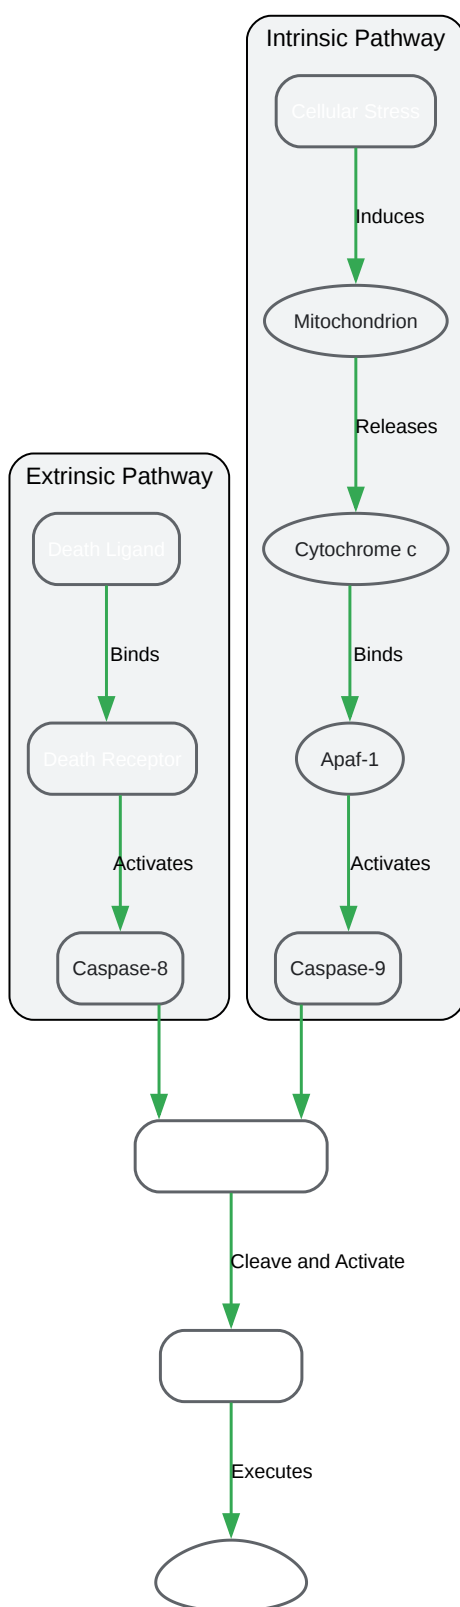 Intrinsic Pathway
Cellular Stress
Induces
Mitochondrion
Releases
Extrinsic Pathway
Death Ligand
Cytochrome c
Binds
Binds
Death Receptor
Apaf-1
Activates
Activates
Caspase-8
Caspase-9
Cleave and Activate
Executes